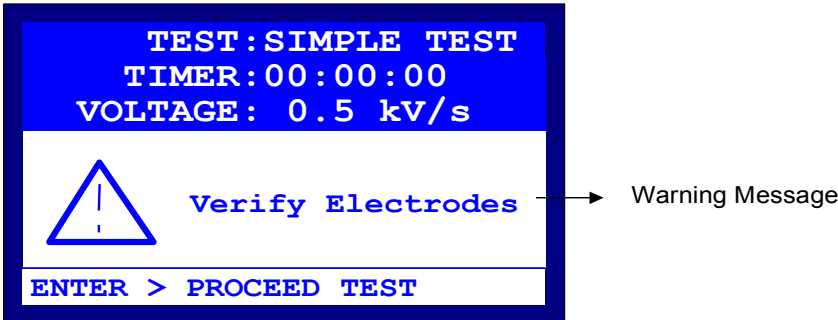 TEST:SIMPLE TEST
TIMER:00:00:00
VOLTAGE: 0.5 kV/s
Verify Electrodes
Warning Message
ENTER > PROCEED TEST